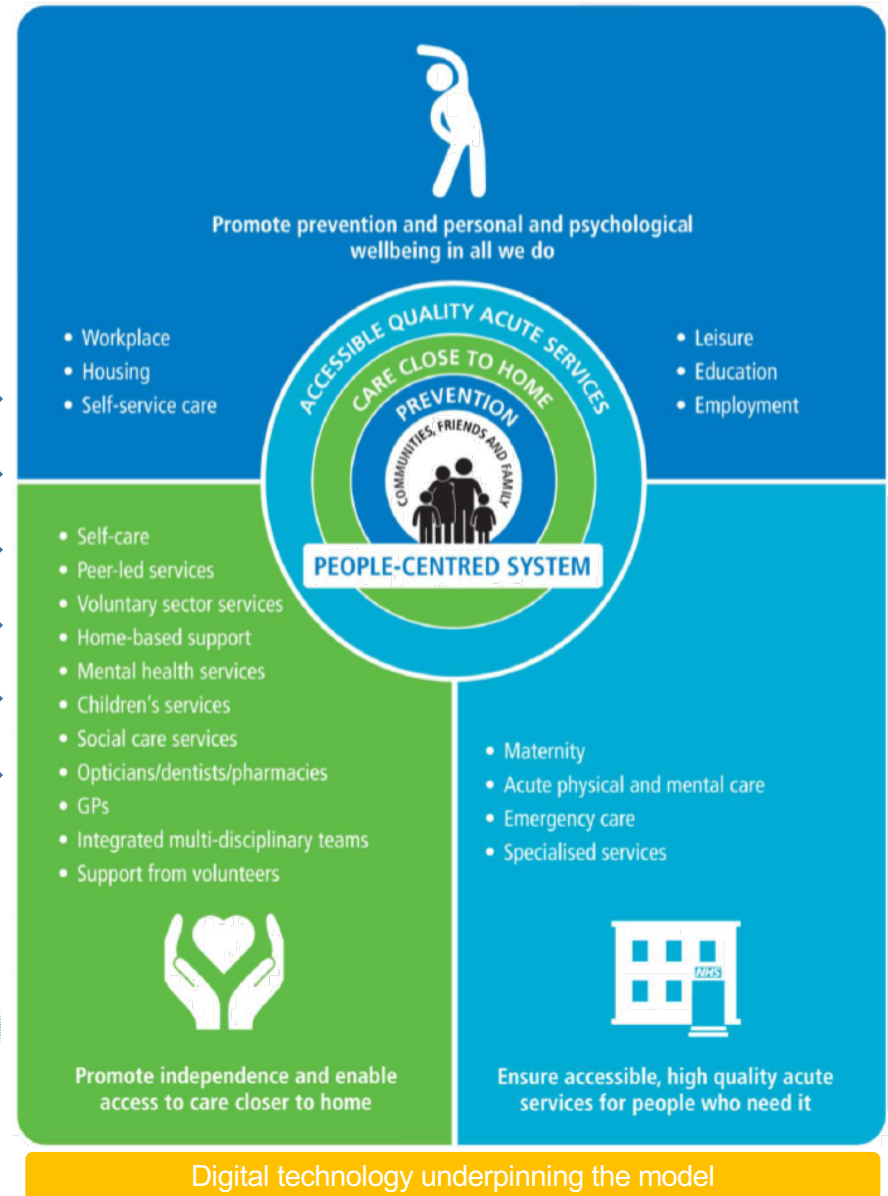 Promote prevention and personal and psychological
wellbeing in all we do
• Workplace
• Housing
• Self-service care
• Leisure
• Education
• Employment
ACCESSIBLE QUALITY ACUTE SERVICES
CARE CLOSE TO HOME
PREVENTION
COMMUNITIES, FRIENDS AND FAMILY
PEOPLE-CENTRED SYSTEM
• Self-care
• Peer-led services
• Voluntary sector services
• Home-based support
• Mental health services
• Children's services
• Social care services
• Opticians/dentists/pharmacies
• GPs
• Integrated multi-disciplinary teams
• Support from volunteers
Promote independence and enable
access to care closer to home
• Maternity
• Acute physical and mental care
• Emergency care
• Specialised services
NHS
Ensure accessible, high quality acute
services for people who need it
Digital technology underpinning the model